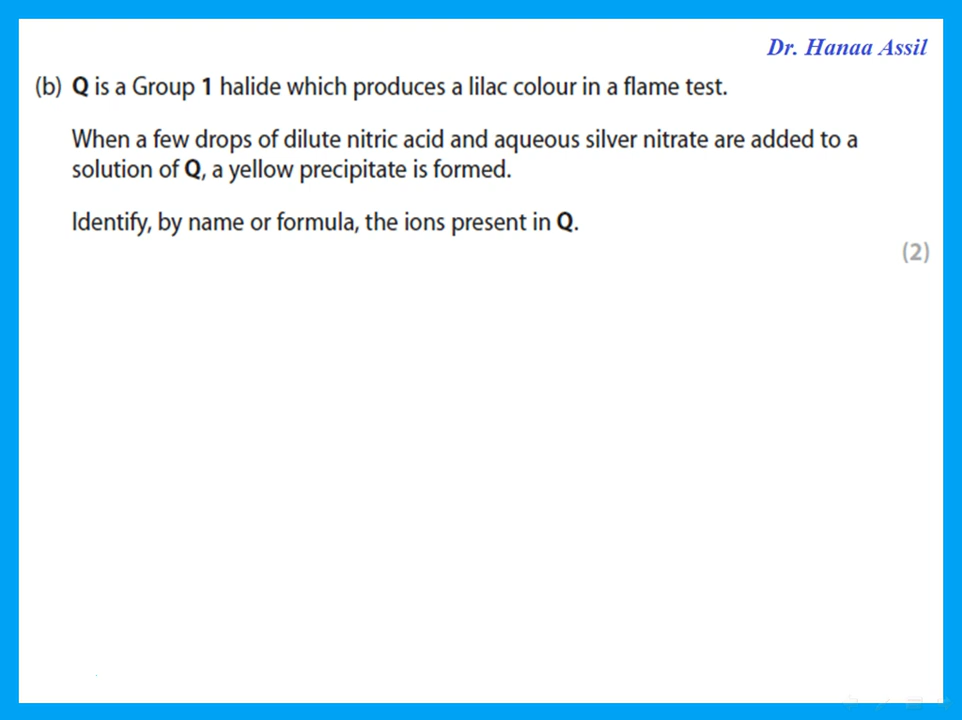 Dr. Hanaa Assil
(b) Q is a Group 1 halide which produces a lilac colour in a flame test.
When a few drops of dilute nitric acid and aqueous silver nitrate are added to a
solution of Q, a yellow precipitate is formed.
Identify, by name or formula, the ions present in Q.
(2)